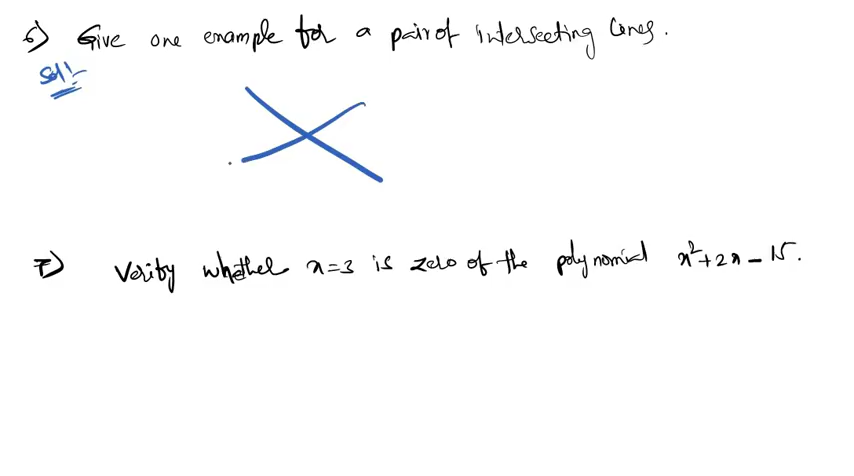 6) Give one example for a pair of intersecting lines.
Sol:-
7) Verify whether x=3 is zero of the polynomial x²+2x-15.